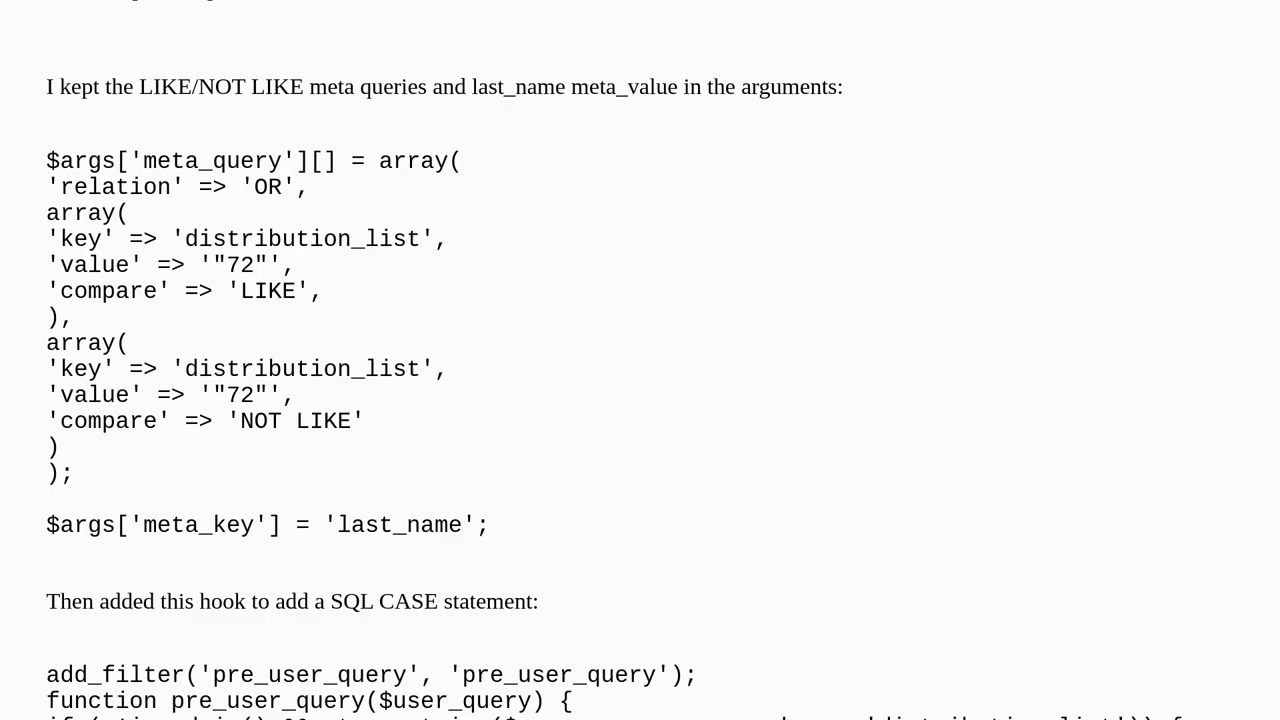 I kept the LIKE/NOT LIKE meta queries and last_name meta_value in the arguments:
$args['meta_query'][] = array(
'relation' => 'OR',
array(
'key' => 'distribution_list',
'value' => '"72"',
'compare' => 'LIKE',
),
array(
'key' => 'distribution_list',
'value' => '"72"',
'compare' => 'NOT LIKE'
)
);
$args['meta_key'] = 'last_name';
Then added this hook to add a SQL CASE statement:
add_filter('pre_user_query', 'pre_user_query');
function pre_user_query($user_query) {